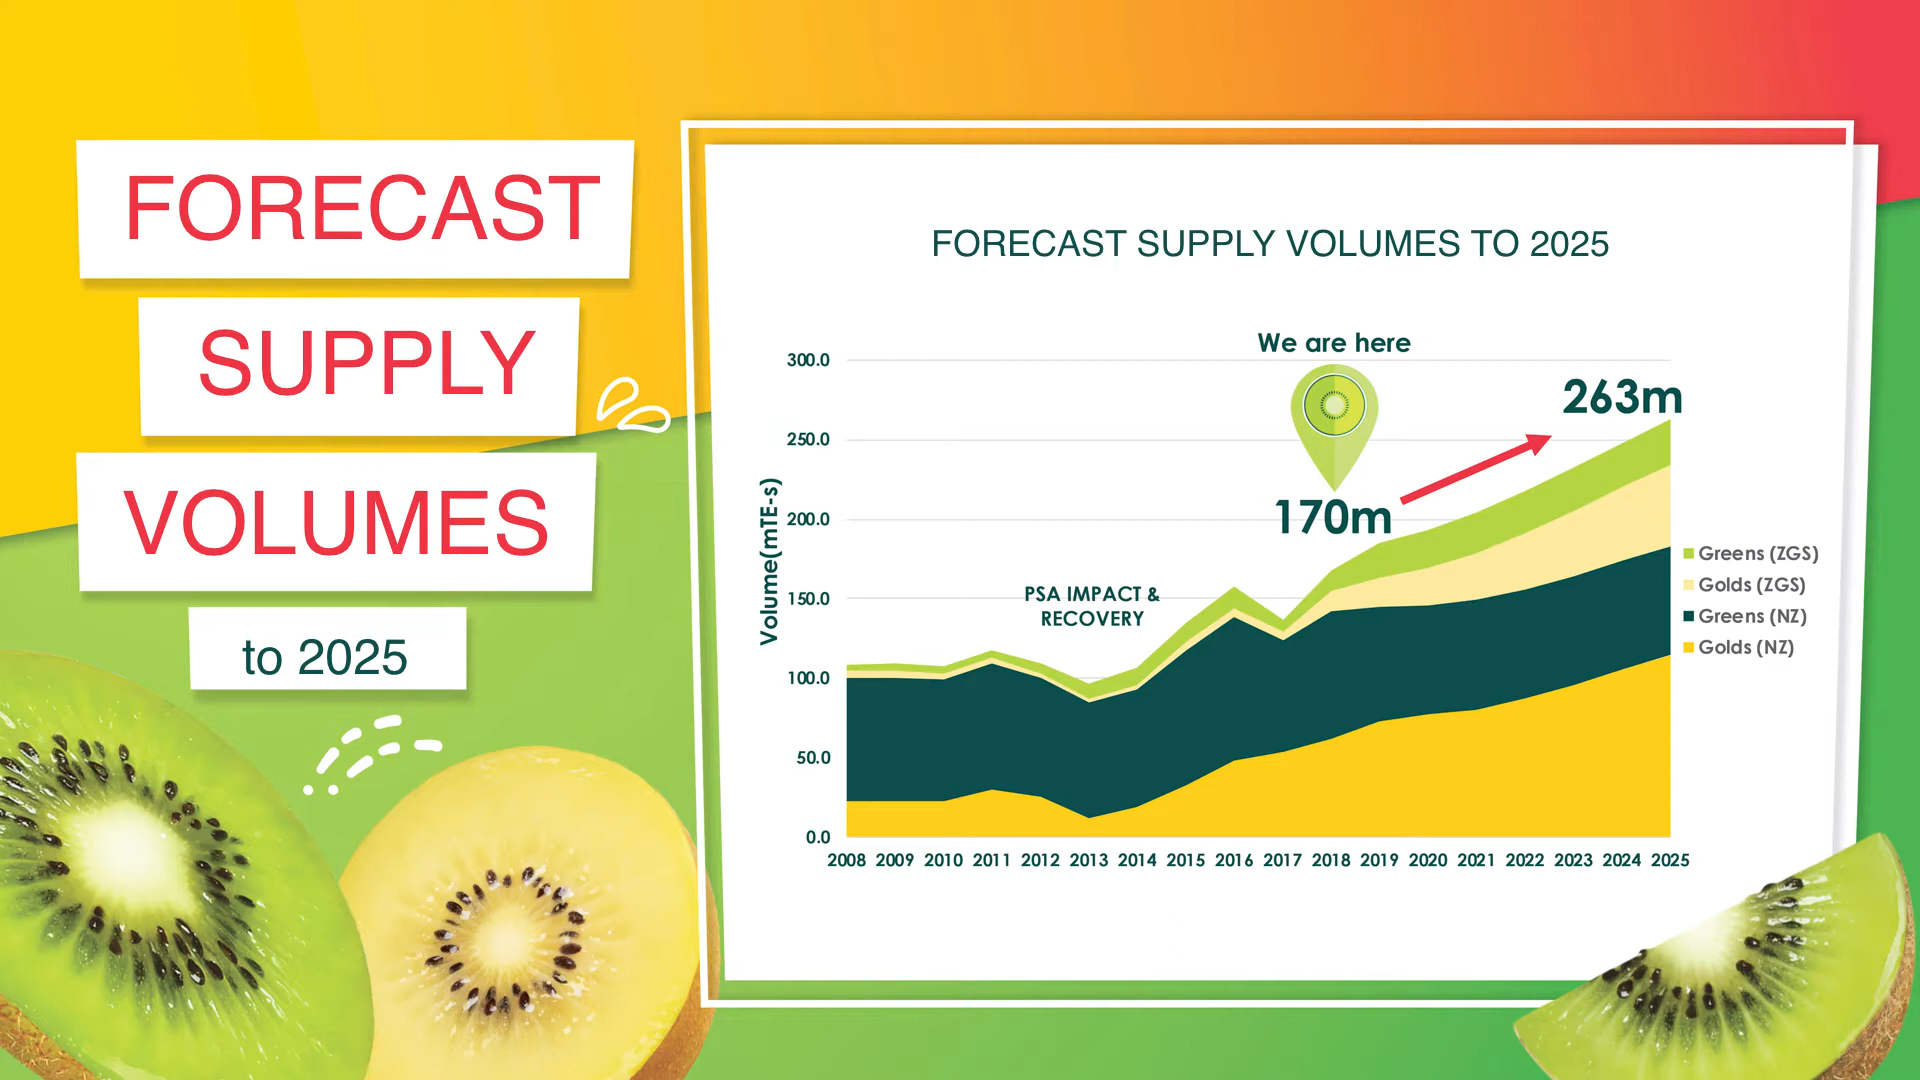 FORECAST
SUPPLY
VOLUMES
to 2025
FORECAST SUPPLY VOLUMES TO 2025
We are here
263m
170m
PSA IMPACT &
RECOVERY
Volume(mTE-s)
300.0
250.0
200.0
150.0
100.0
50.0
0.0
2008 2009 2010 2011 2012 2013 2014 2015 2016 2017 2018 2019 2020 2021 2022 2023 2024 2025
Greens (ZGS)
Golds (ZGS)
Greens (NZ)
Golds (NZ)